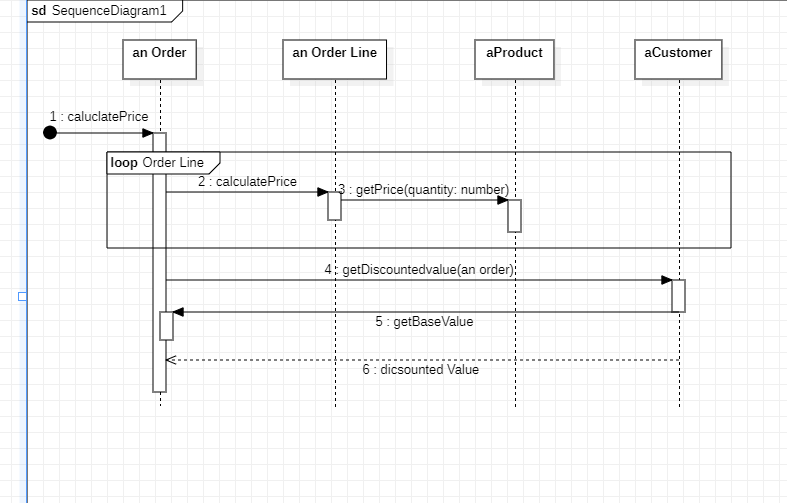 sd SequenceDiagram1
an Order
an Order Line
aProduct
aCustomer
1 : caluclatePrice
loop Order Line
2 : calculatePrice
3 : getPrice(quantity: number)
4 : getDiscountedvalue(an order)
5 : getBaseValue
6 : dicsounted Value